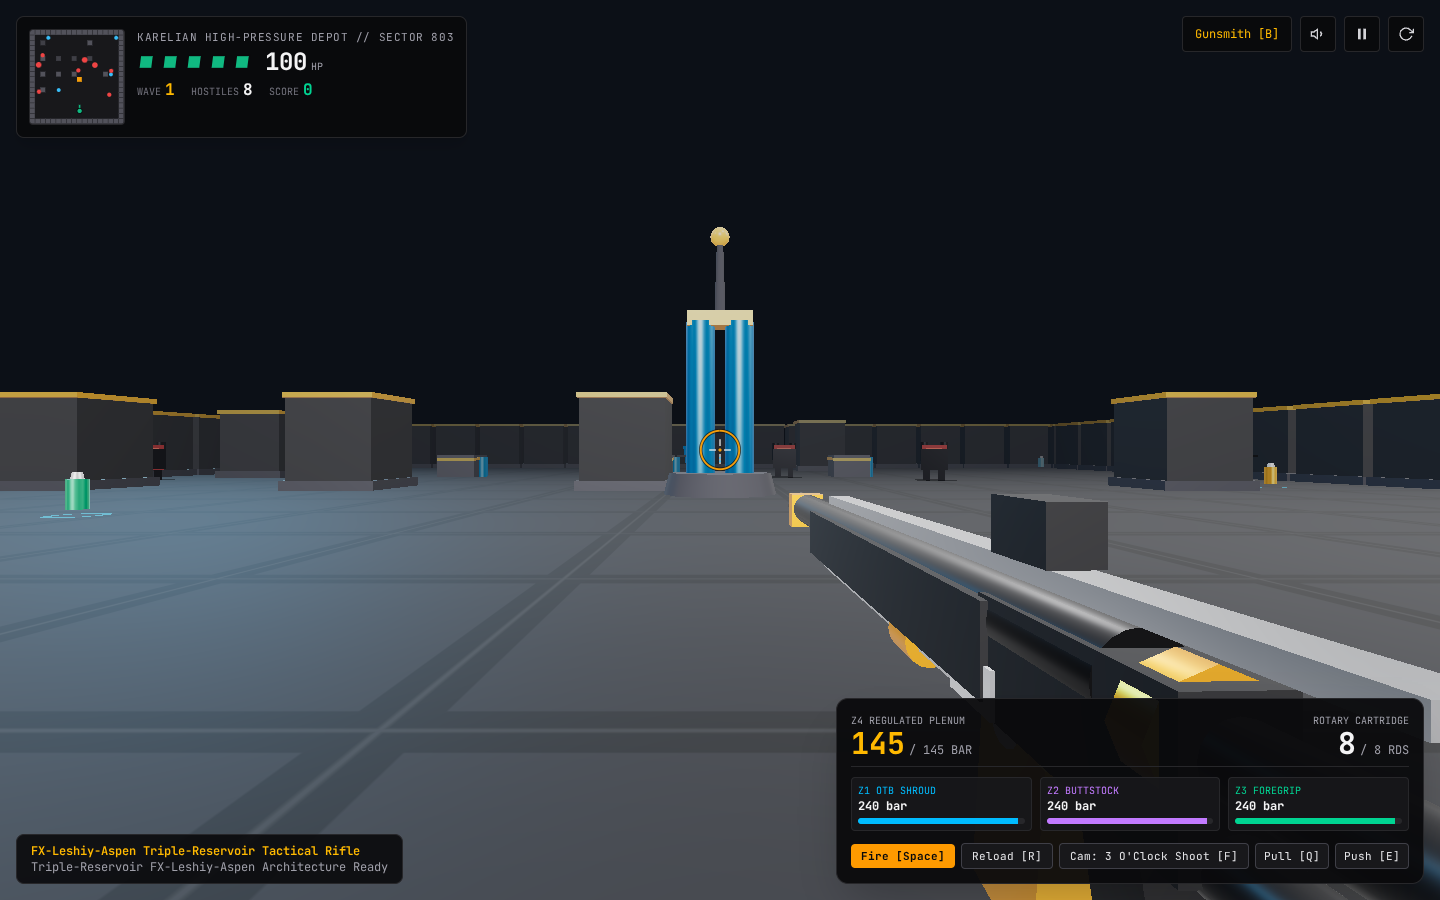 KARELIAN HIGH-PRESSURE DEPOT // SECTOR 803
100 HP
WAVE 1 HOSTILES 8 SCORE 0
Gunsmith [B]
Z4 REGULATED PLENUM
145 / 145 BAR
ROTARY CARTRIDGE
8 / 8 RDS
Z1 OTB SHROUD
240 bar
Z2 BUTTSTOCK
240 bar
Z3 FOREGRIP
240 bar
Fire [Space] Reload [R] Cam: 3 O'Clock Shoot [F] Pull [Q] Push [E]
FX-Leshiy-Aspen Triple-Reservoir Tactical Rifle
Triple-Reservoir FX-Leshiy-Aspen Architecture Ready